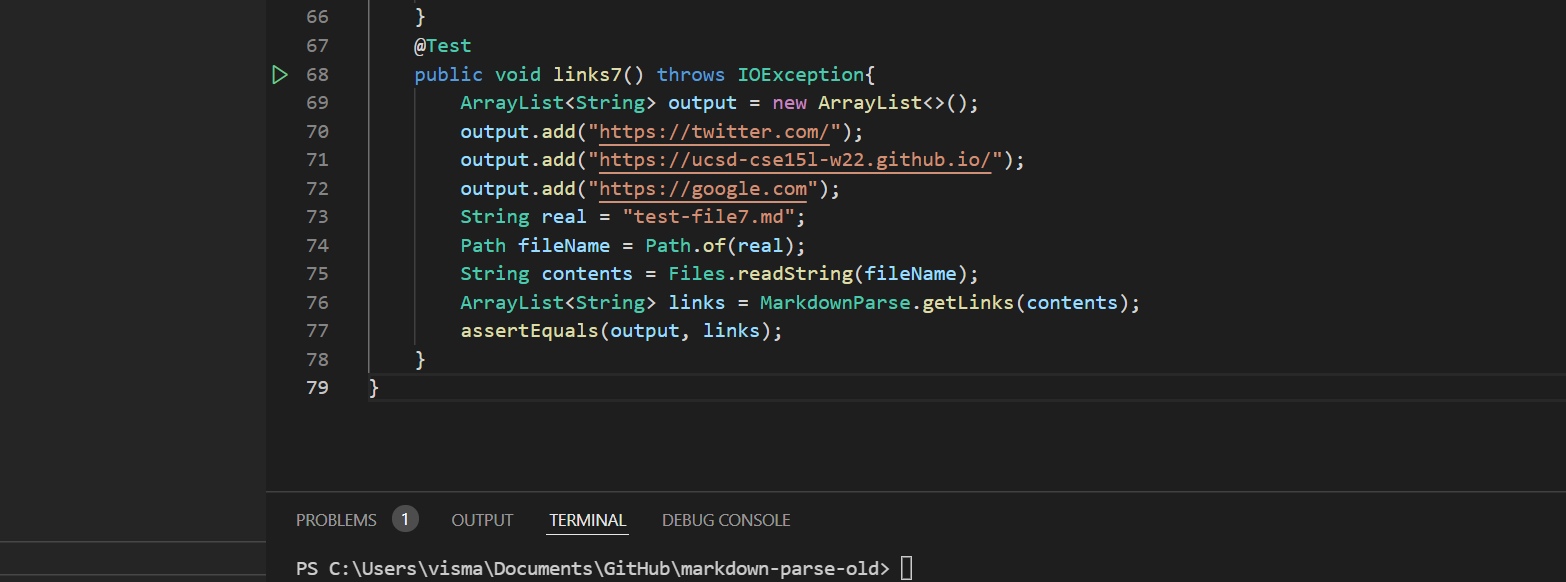 66 }
67 @Test
68 public void links7() throws IOException{
69 ArrayList<String> output = new ArrayList<>();
70 output.add("https://twitter.com/");
71 output.add("https://ucsd-cse15l-w22.github.io/");
72 output.add("https://google.com");
73 String real = "test-file7.md";
74 Path fileName = Path.of(real);
75 String contents = Files.readString(fileName);
76 ArrayList<String> links = MarkdownParse.getLinks(contents);
77 assertEquals(output, links);
78 }
79 }
PROBLEMS 1 OUTPUT TERMINAL DEBUG CONSOLE
PS C:\Users\visma\Documents\GitHub\markdown-parse-old>